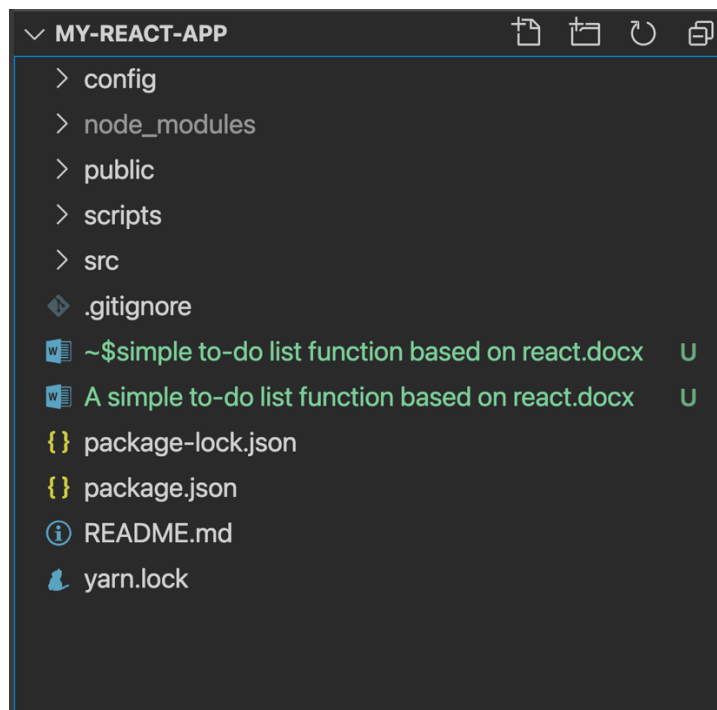 MY-REACT-APP
config
node_modules
public
scripts
src
.gitignore
~$simple to-do list function based on react.docx U
A simple to-do list function based on react.docx U
package-lock.json
package.json
README.md
yarn.lock